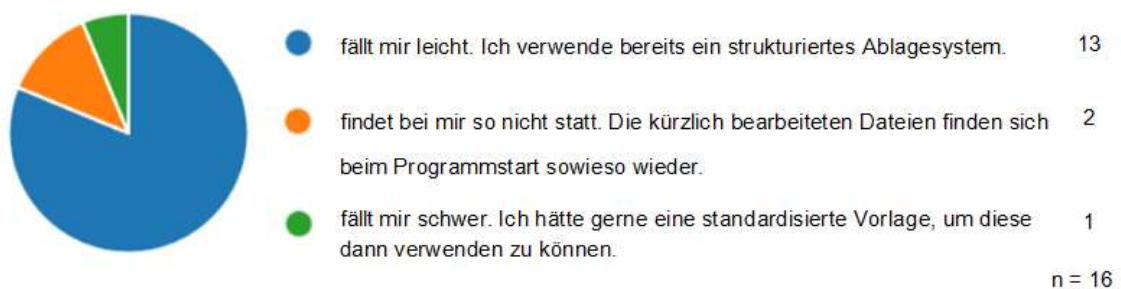 fällt mir leicht. Ich verwende bereits ein strukturiertes Ablagesystem. 13
findet bei mir so nicht statt. Die kürzlich bearbeiteten Dateien finden sich 2
beim Programmstart sowieso wieder.
fällt mir schwer. Ich hätte gerne eine standardisierte Vorlage, um diese 1
dann verwenden zu können.
n = 16